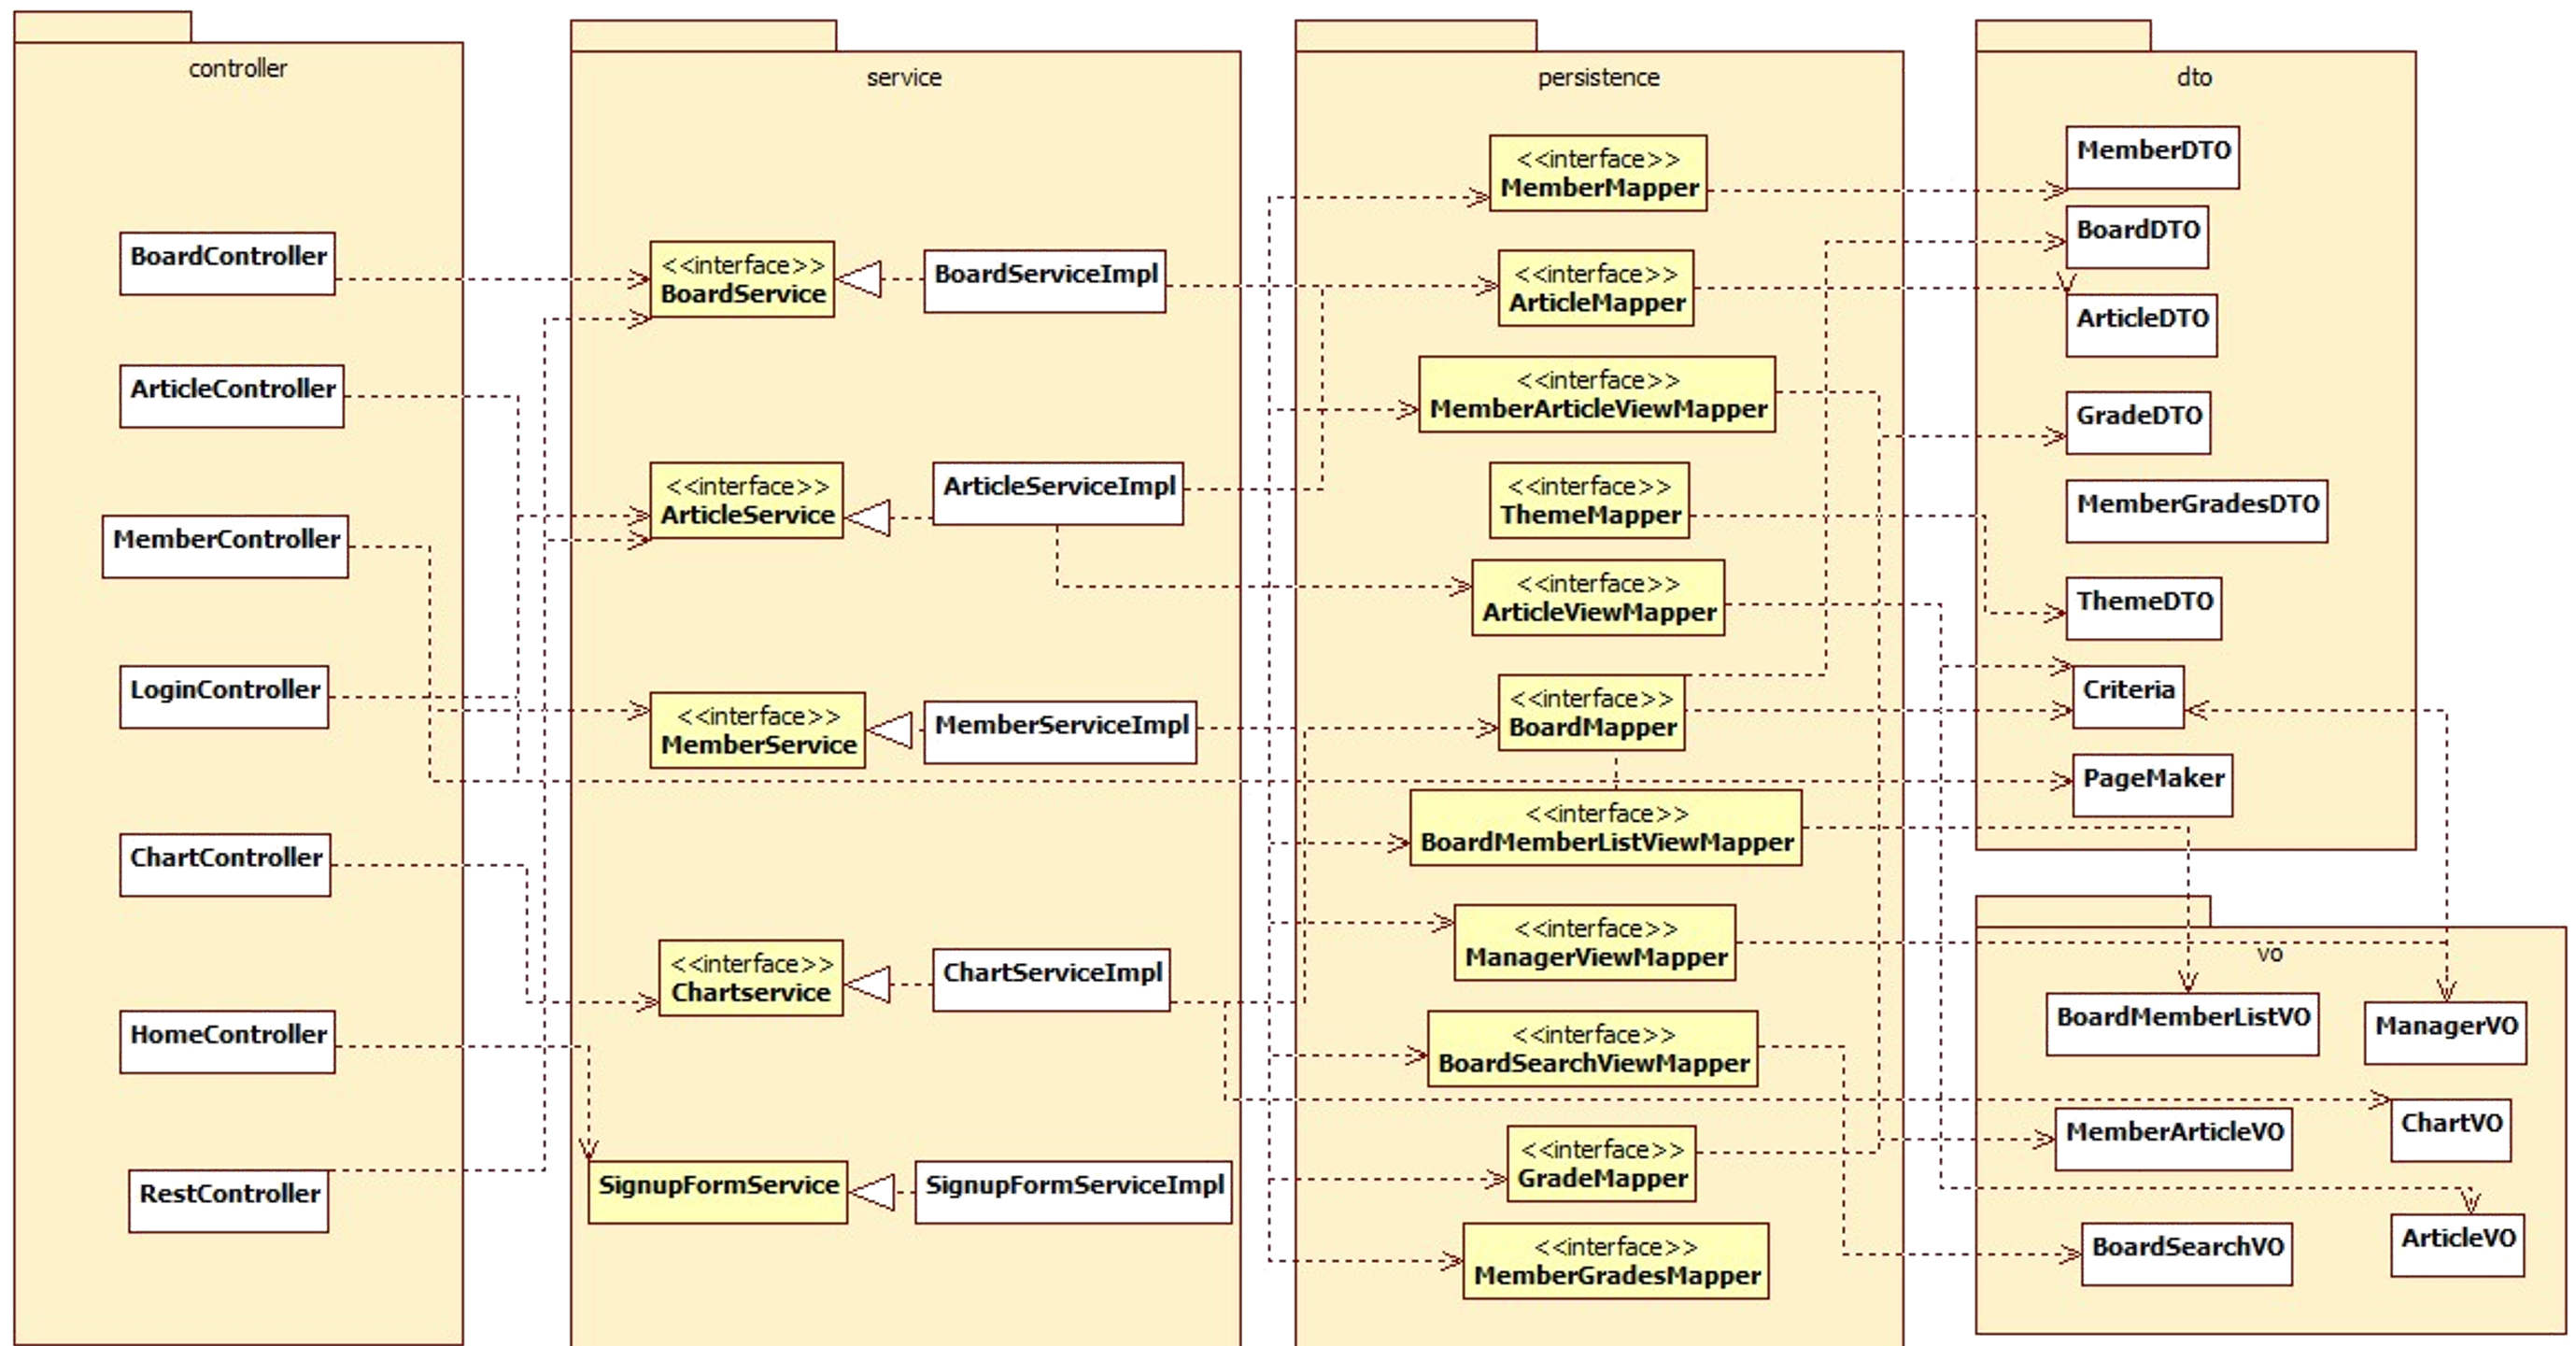 controller
BoardController
ArticleController
MemberController
LoginController
ChartController
HomeController
RestController
service
<<interface>>
BoardService
BoardServiceImpl
<<interface>>
ArticleService
ArticleServiceImpl
<<interface>>
MemberService
MemberServiceImpl
<<interface>>
Chartservice
ChartServiceImpl
SignupFormService
SignupFormServiceImpl
persistence
<<interface>>
MemberMapper
<<interface>>
ArticleMapper
<<interface>>
MemberArticleViewMapper
<<interface>>
ThemeMapper
<<interface>>
ArticleViewMapper
<<interface>>
BoardMapper
<<interface>>
BoardMemberListViewMapper
<<interface>>
ManagerViewMapper
<<interface>>
BoardSearchViewMapper
<<interface>>
GradeMapper
<<interface>>
MemberGradesMapper
dto
MemberDTO
BoardDTO
ArticleDTO
GradeDTO
MemberGradesDTO
ThemeDTO
Criteria
PageMaker
vo
BoardMemberListVO
ManagerVO
ChartVO
MemberArticleVO
ArticleVO
BoardSearchVO